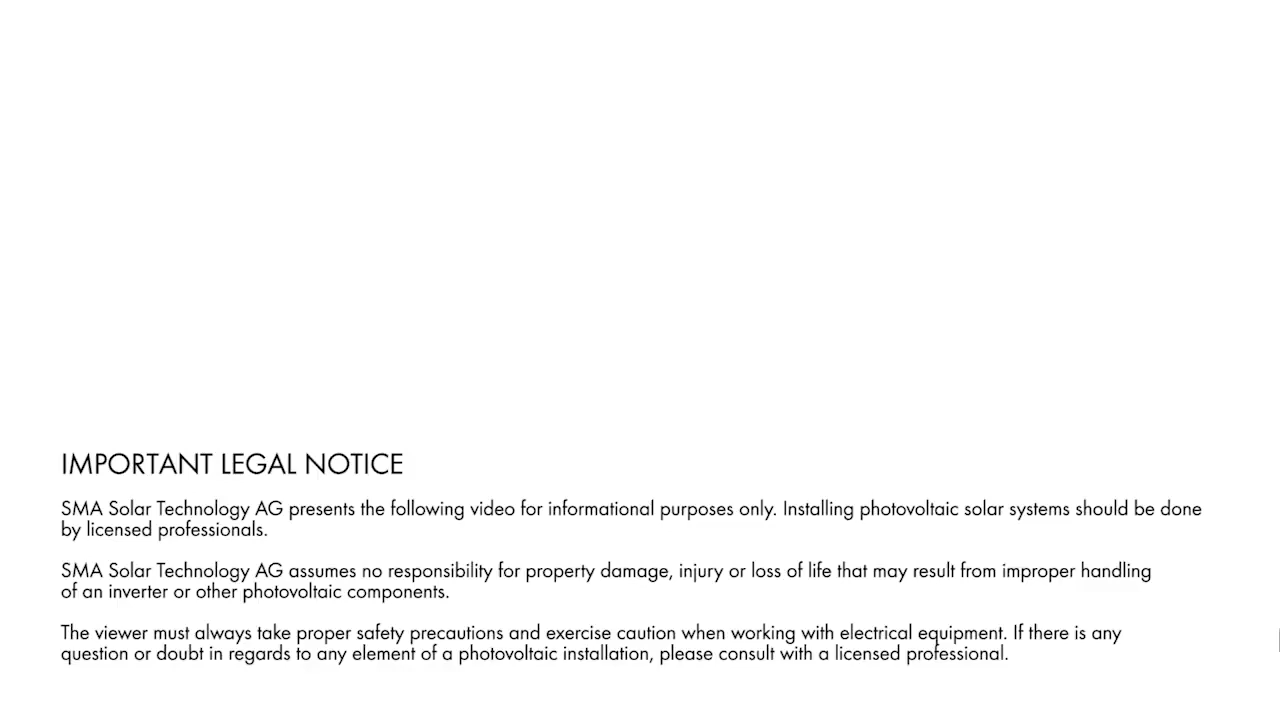 IMPORTANT LEGAL NOTICE
SMA Solar Technology AG presents the following video for informational purposes only. Installing photovoltaic solar systems should be done
by licensed professionals.
SMA Solar Technology AG assumes no responsibility for property damage, injury or loss of life that may result from improper handling
of an inverter or other photovoltaic components.
The viewer must always take proper safety precautions and exercise caution when working with electrical equipment. If there is any
question or doubt in regards to any element of a photovoltaic installation, please consult with a licensed professional.